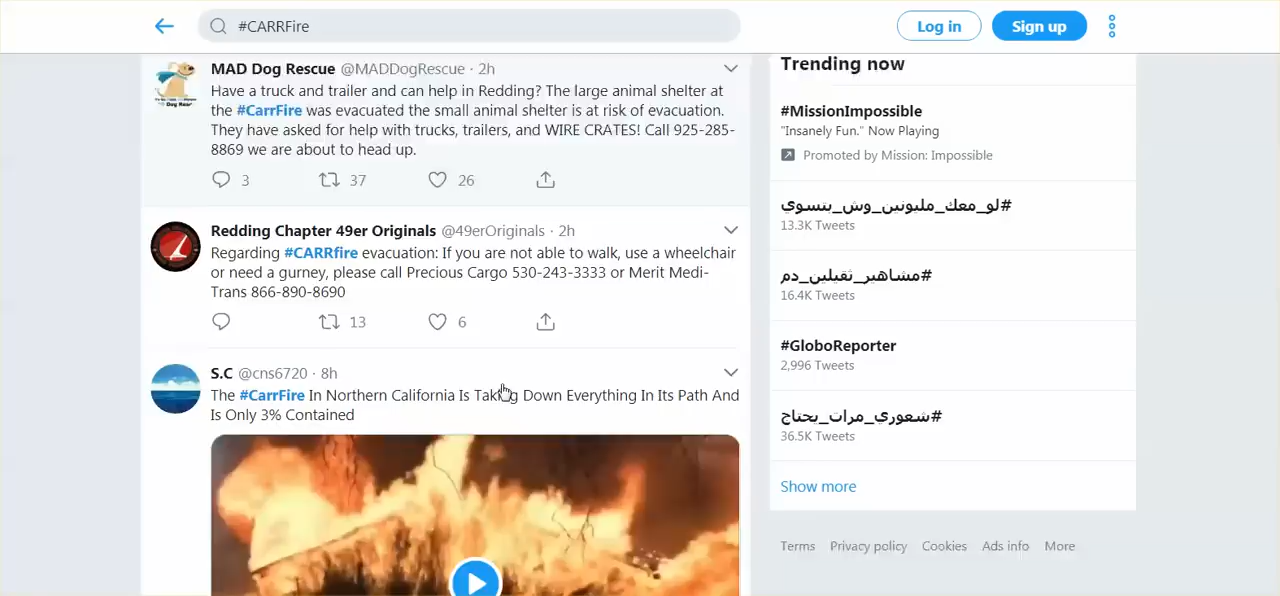 #CARRFire
Log in
Sign up
MAD Dog Rescue @MADDogRescue · 2h
Have a truck and trailer and can help in Redding? The large animal shelter at
the #CarrFire was evacuated the small animal shelter is at risk of evacuation.
They have asked for help with trucks, trailers, and WIRE CRATES! Call 925-285-
8869 we are about to head up.
3
37
26
Redding Chapter 49er Originals @49erOriginals · 2h
Regarding #CARRfire evacuation: If you are not able to walk, use a wheelchair
or need a gurney, please call Precious Cargo 530-243-3333 or Merit Medi-
Trans 866-890-8690
13
6
S.C @cns6720 · 8h
The #CarrFire In Northern California Is Taking Down Everything In Its Path And
Is Only 3% Contained
Trending now
#MissionImpossible
"Insanely Fun." Now Playing
Promoted by Mission: Impossible
#لو_معك_مليونين_وش_بتسوي
13.3K Tweets
#مشاهير_ثقيلين_دم
16.4K Tweets
#GloboReporter
2,996 Tweets
#شعوري_مرات_يحتاج
36.5K Tweets
Show more
Terms Privacy policy Cookies Ads info More